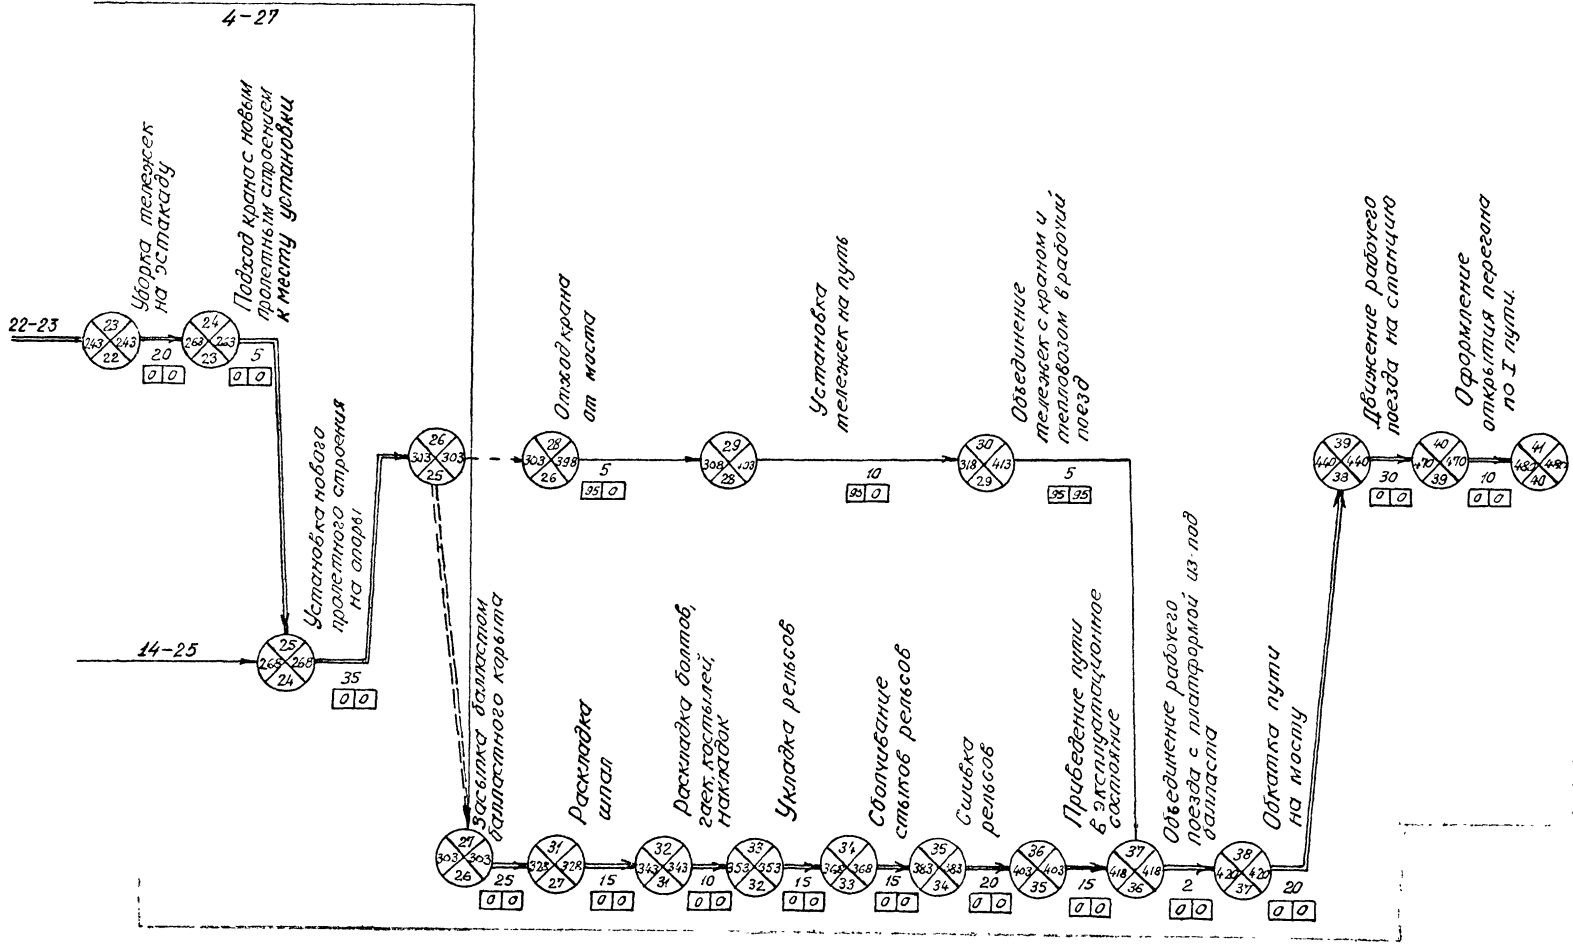 4-27
22-23
Уборка тележек
на эстакаду
23
243 243
22
20
0 0
Подход крана с новым
пролетным строением
к месту установки
24
263 263
23
5
0 0
14-25
25
268 268
24
Установка нового
пролетного строения
на опоры
35
0 0
26
303 303
25
28
303 398
26
Отход крана
от моста
5
95 0
29
308
28
Установка
тележек на путь
10
95 0
30
318 413
29
Объединение
тележек с краном и
тепловозом в рабочий
поезд
5
95 95
27
303 303
26
Засыпка балластом
балластного корыта
25
0 0
31
328 328
27
Раскладка
шпал
15
0 0
32
343 343
31
Раскладка болтов,
гаек, костылей,
накладок
10
0 0
33
353 353
32
Укладка рельсов
15
0 0
34
368 368
33
Сболчивание
стыков рельсов
15
0 0
35
383 383
34
Сшивка
рельсов
20
0 0
36
403 403
35
Приведение пути
в эксплуатационное
состояние
15
0 0
37
418 418
36
Объединение рабочего
поезда с платформой из-под
балласта
2
0 0
38
420 420
37
Обкатка пути
на мосту
20
0 0
39
440 440
38
Движение рабочего
поезда на станцию
30
0 0
40
470 470
39
Оформление
открытия перегона
по I пути.
10
0 0
41
480 480
40